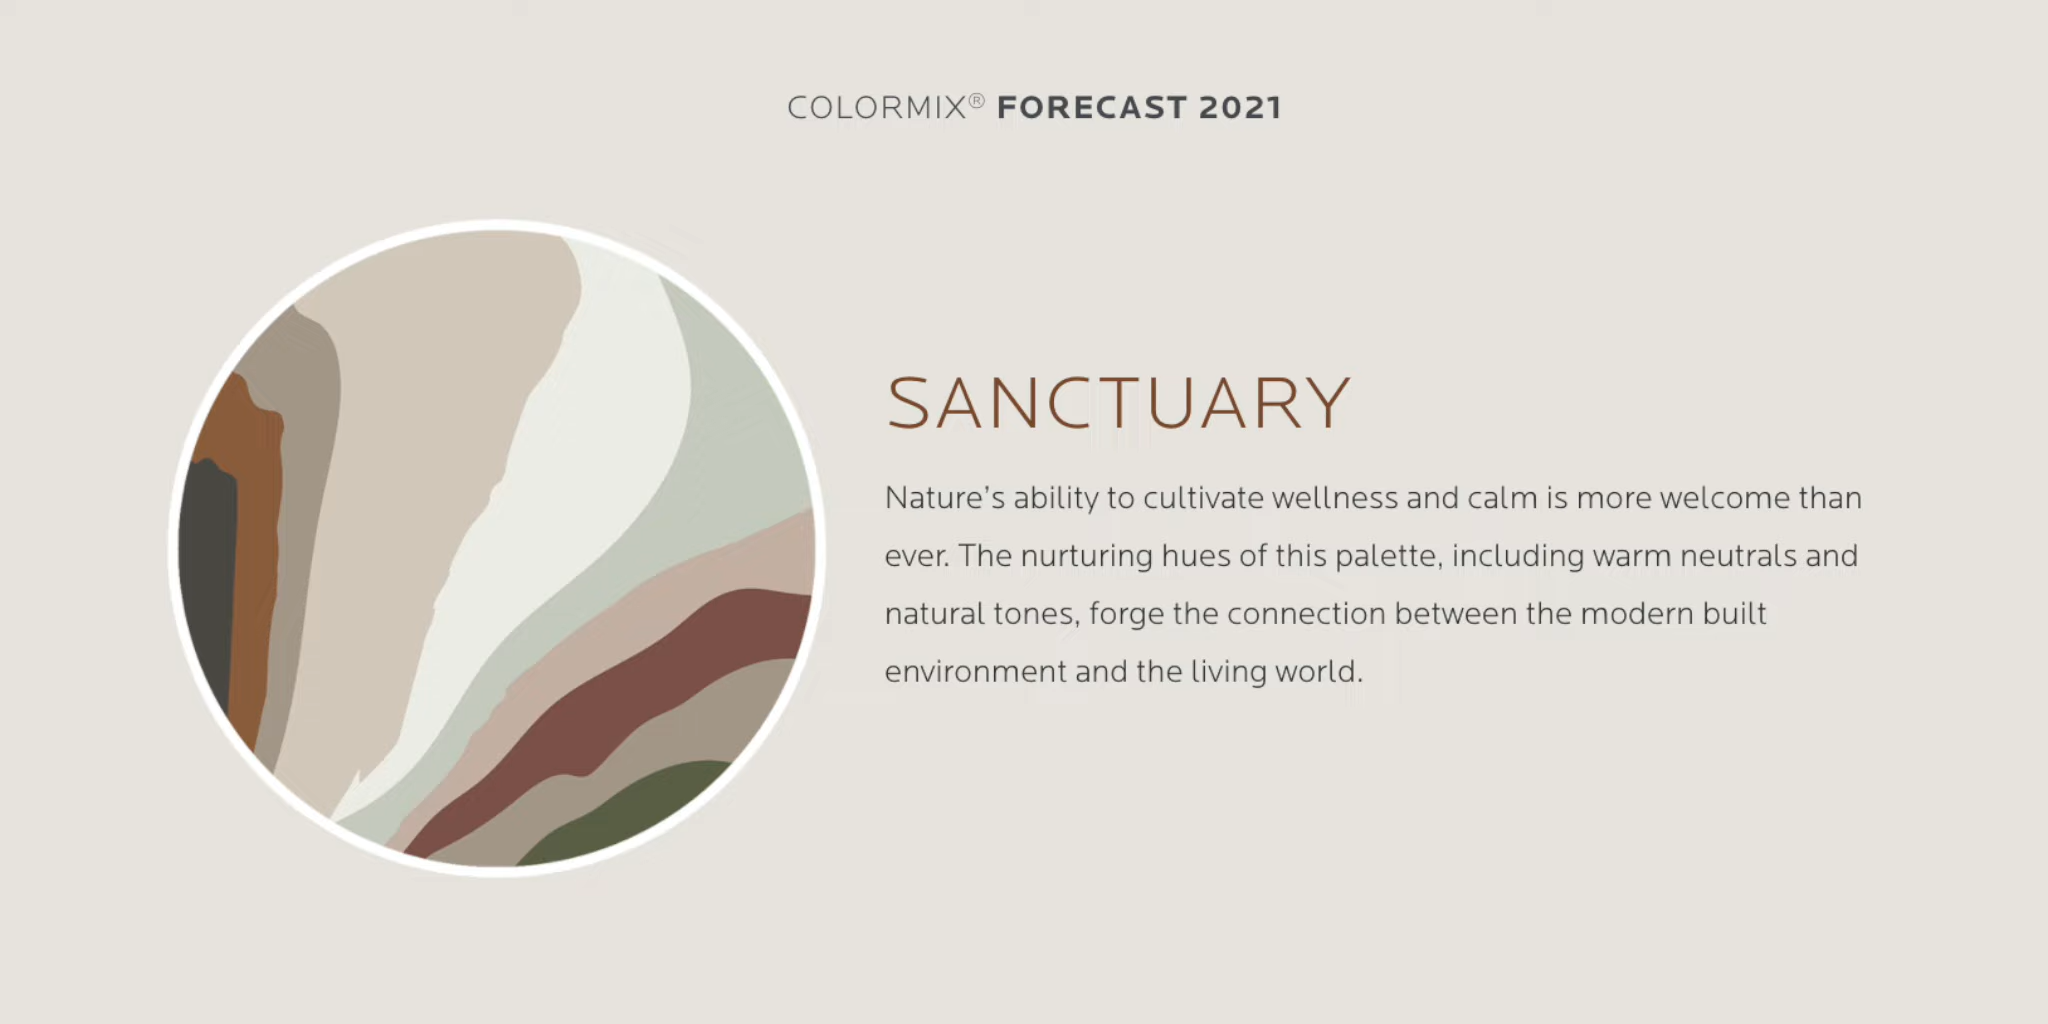 COLORMIX® FORECAST 2021
SANCTUARY
Nature’s ability to cultivate wellness and calm is more welcome than
ever. The nurturing hues of this palette, including warm neutrals and
natural tones, forge the connection between the modern built
environment and the living world.